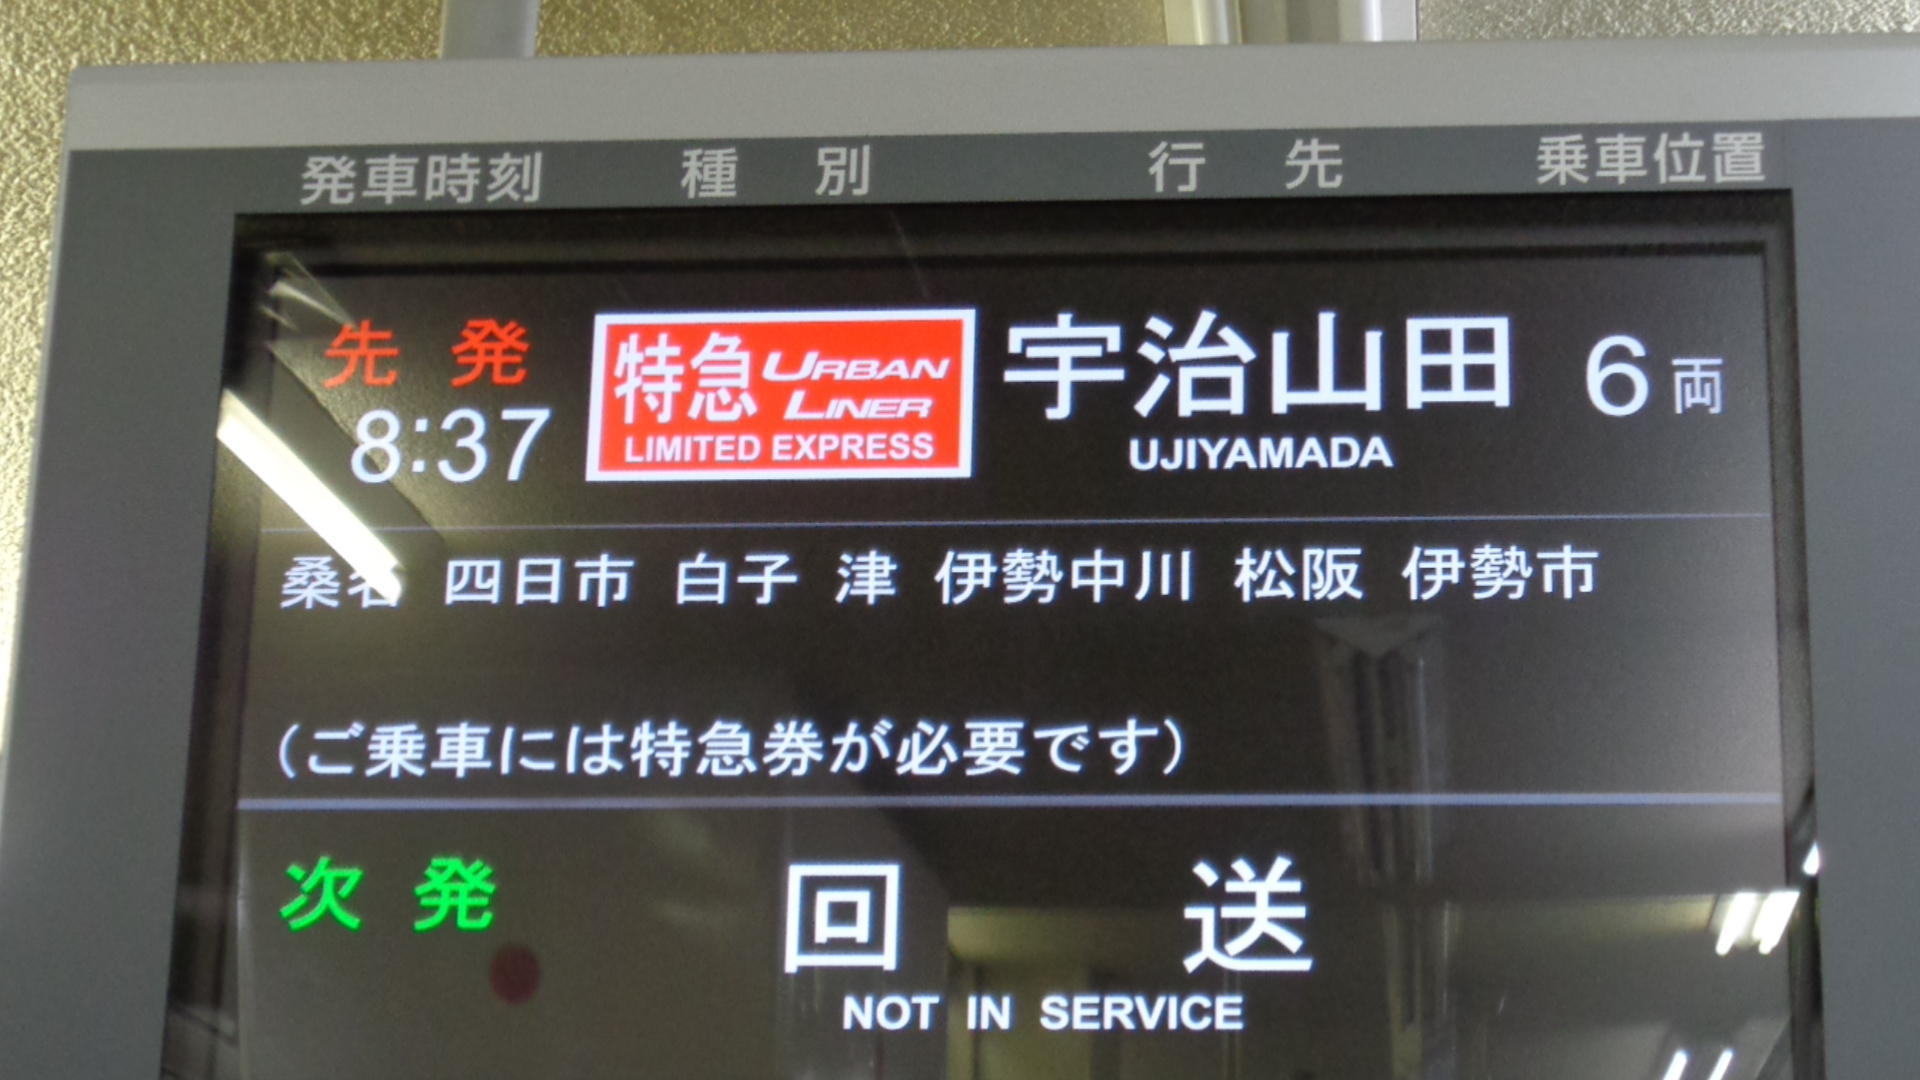 発車時刻 種別 行先 乗車位置
先発 特急 URBAN LINER 宇治山田 6両
8:37 LIMITED EXPRESS UJIYAMADA
桑名 四日市 白子 津 伊勢中川 松阪 伊勢市
（ご乗車には特急券が必要です）
次発 回送
NOT IN SERVICE